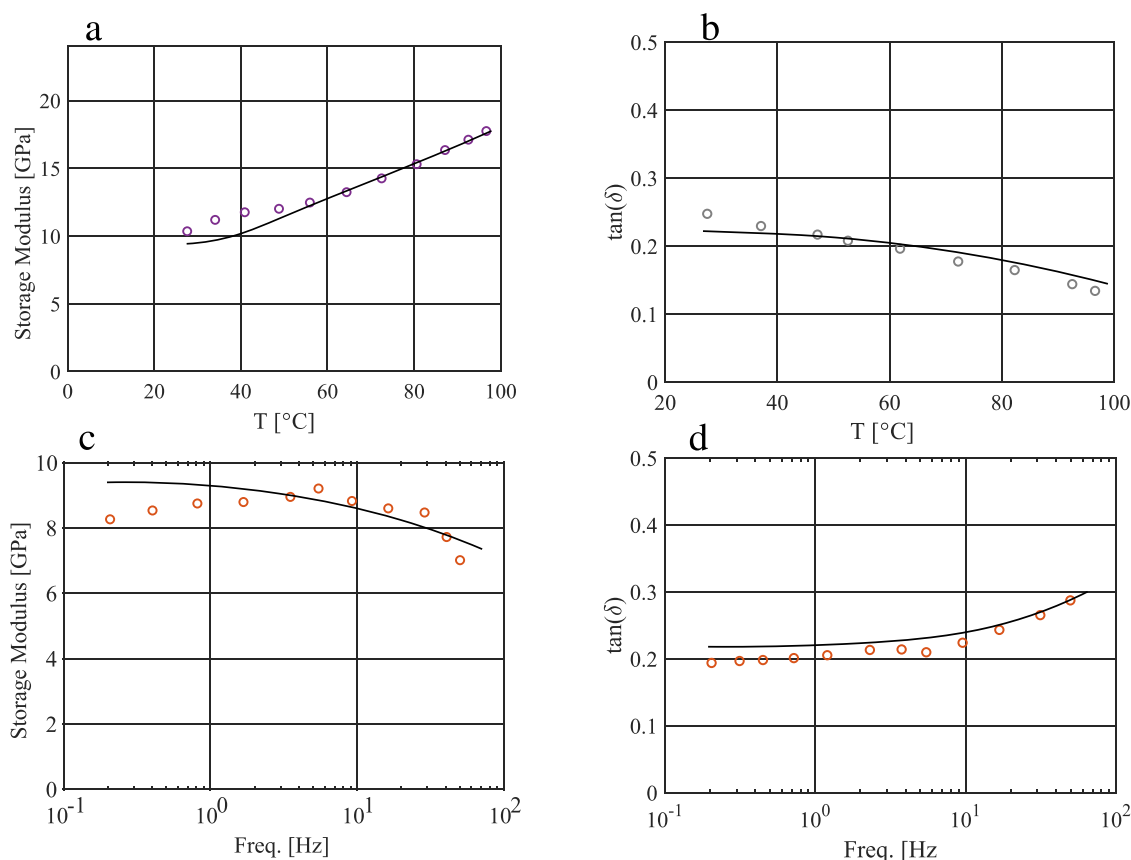 a
Storage Modulus [GPa]
20
15
10
5
0
0 20 40 60 80 100
T [°C]
b
tan(δ)
0.5
0.4
0.3
0.2
0.1
0
20 40 60 80 100
T [°C]
c
Storage Modulus [GPa]
10
8
6
4
2
0
10^-1 10^0 10^1 10^2
Freq. [Hz]
d
tan(δ)
0.5
0.4
0.3
0.2
0.1
0
10^-1 10^0 10^1 10^2
Freq. [Hz